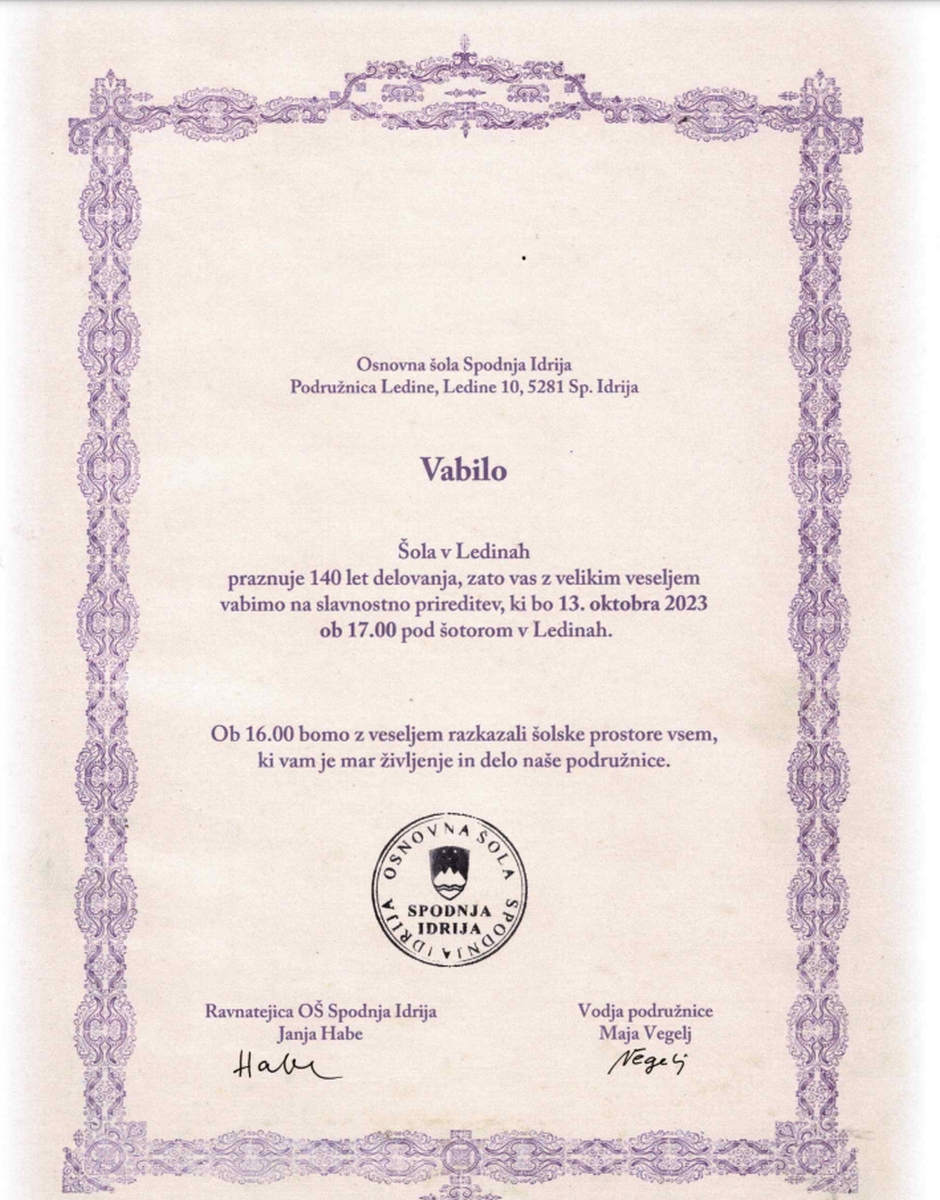 Osnovna šola Spodnja Idrija
Podružnica Ledine, Ledine 10, 5281 Sp. Idrija
Vabilo
Šola v Ledinah
praznuje 140 let delovanja, zato vas z velikim veseljem
vabimo na slavnostno prireditev, ki bo 13. oktobra 2023
ob 17.00 pod šotorom v Ledinah.
Ob 16.00 bomo z veseljem razkazali šolske prostore vsem,
ki vam je mar življenje in delo naše podružnice.
OSNOVNA ŠOLA SPODNJA IDRIJA
SPODNJA
IDRIJA
Ravnatejica OŠ Spodnja Idrija
Janja Habe
Habe
Vodja podružnice
Maja Vegelj
Vegelj